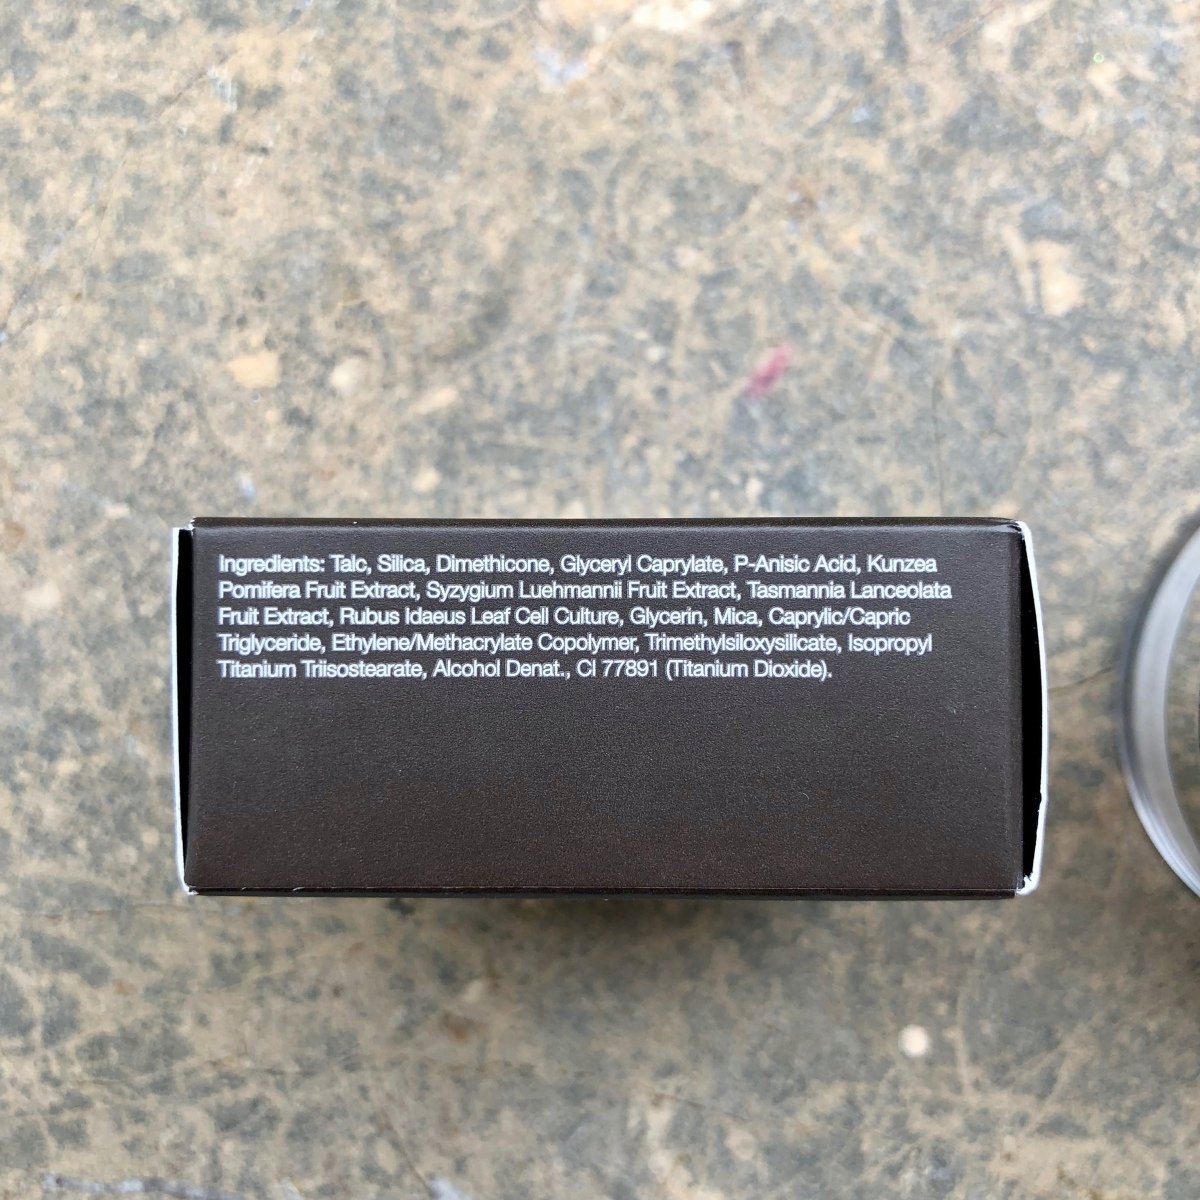 Ingredients: Talc, Silica, Dimethicone, Glyceryl Caprylate, P-Anisic Acid, Kunzea
Pomifera Fruit Extract, Syzygium Luehmannii Fruit Extract, Tasmannia Lanceolata
Fruit Extract, Rubus Idaeus Leaf Cell Culture, Glycerin, Mica, Caprylic/Capric
Triglyceride, Ethylene/Methacrylate Copolymer, Trimethylsiloxysilicate, Isopropyl
Titanium Triisostearate, Alcohol Denat., CI 77891 (Titanium Dioxide).